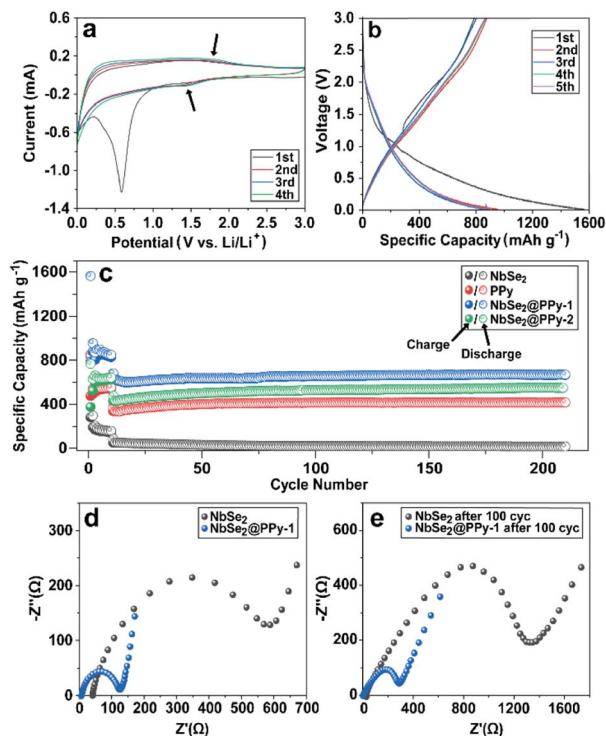 a
Current (mA)
0.6
0.2
-0.2
-0.6
-1.0
-1.4
0.0
0.5
1.0
1.5
2.0
2.5
3.0
Potential (V vs. Li/Li+)
1st
2nd
3rd
4th
b
Voltage (V)
3.0
2.5
2.0
1.5
1.0
0.5
0.0
0
400
800
1200
1600
Specific Capacity (mAh g-1)
1st
2nd
3rd
4th
5th
c
Specific Capacity (mAh g-1)
1600
1200
800
400
0
0
50
100
150
200
Cycle Number
/ NbSe2
/ PPy
/ NbSe2@PPy-1
/ NbSe2@PPy-2
Charge
Discharge
d
-Z''(Ω)
-300
-200
-100
0
0
100
200
300
400
500
600
700
Z'(Ω)
NbSe2
NbSe2@PPy-1
e
-Z''(Ω)
-600
-400
-200
0
0
400
800
1200
1600
Z'(Ω)
NbSe2 after 100 cyc
NbSe2@PPy-1 after 100 cyc